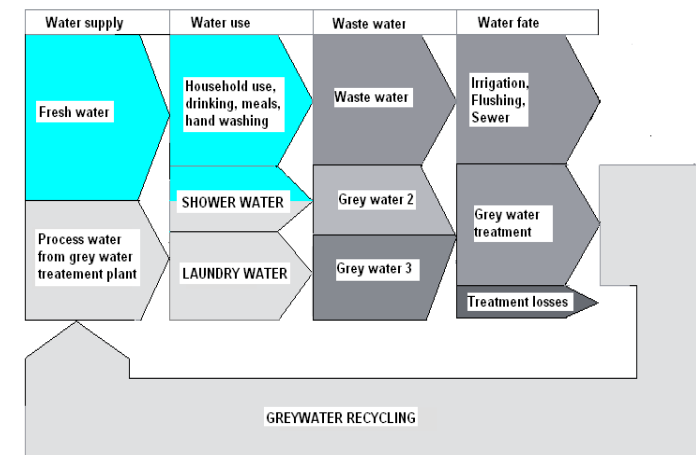 Water supply
Water use
Waste water
Water fate
Fresh water
Household use,
drinking, meals,
hand washing
Waste water
Irrigation,
Flushing,
Sewer
SHOWER WATER
Grey water 2
Grey water
treatment
Process water
from grey water
treatement plant
LAUNDRY WATER
Grey water 3
Treatment losses
GREYWATER RECYCLING